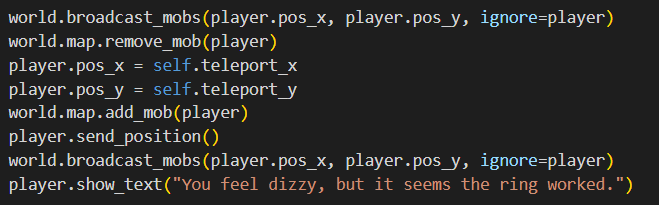 world.broadcast_mobs(player.pos_x, player.pos_y, ignore=player)
world.map.remove_mob(player)
player.pos_x = self.teleport_x
player.pos_y = self.teleport_y
world.map.add_mob(player)
player.send_position()
world.broadcast_mobs(player.pos_x, player.pos_y, ignore=player)
player.show_text("You feel dizzy, but it seems the ring worked.")